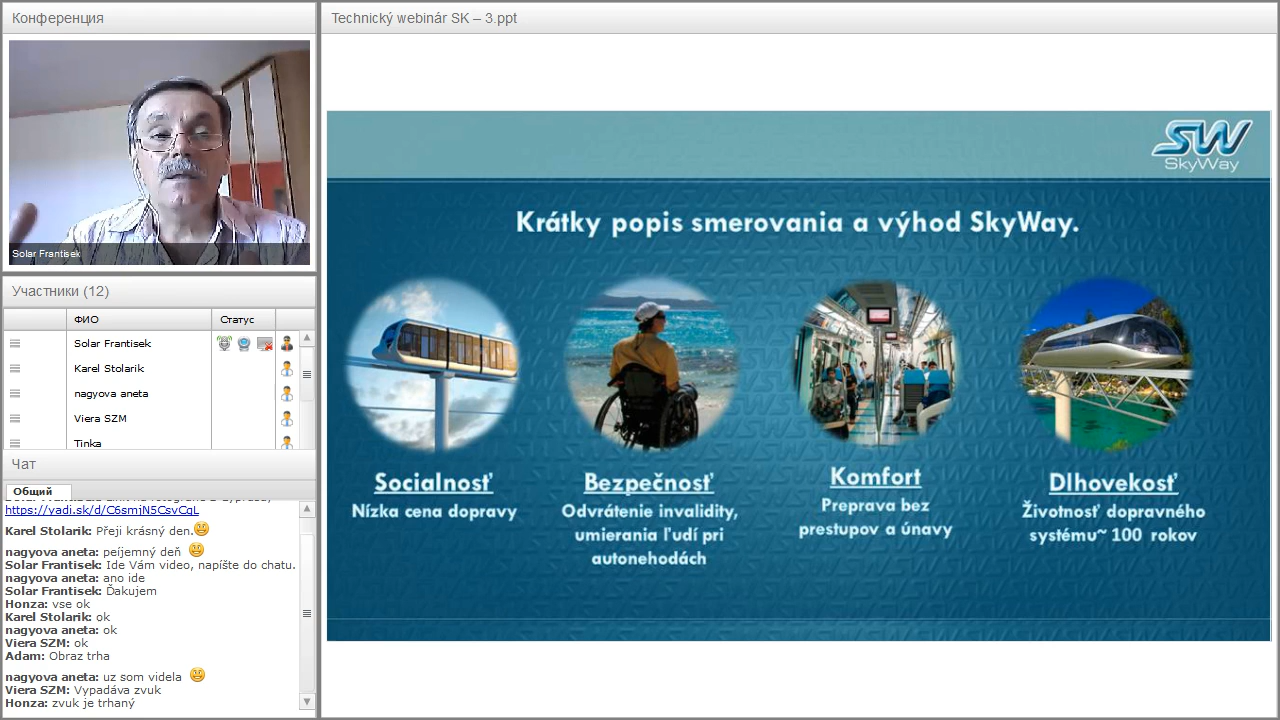 Конференция
Solar Frantisek
Участники (12)
ФИО
Статус
Solar Frantisek
Karel Stolarik
nagyova aneta
Viera SZM
Tinka
Чат
Общий
https://yadi.sk/d/C6smjN5CsvCqL
Karel Stolarik: Přeji krásný den.
nagyova aneta: peíjemný deň
Solar Frantisek: Ide Vám video, napíšte do chatu.
nagyova aneta: ano ide
Solar Frantisek: Ďakujem
Honza: vse ok
Karel Stolarik: ok
nagyova aneta: ok
Viera SZM: ok
Adam: Obraz trha
nagyova aneta: uz som videla
Viera SZM: Vypadáva zvuk
Honza: zvuk je trhaný
Technický webinár SK – 3.ppt
SW
SkyWay
Krátky popis smerovania a výhod SkyWay.
Socialnosť
Nízka cena dopravy
Bezpečnosť
Odvrátenie invalidity,
umierania ľudí pri
autonehodách
Komfort
Preprava bez
prestupov a únavy
Dlhovekosť
Životnosť dopravného
systému~ 100 rokov